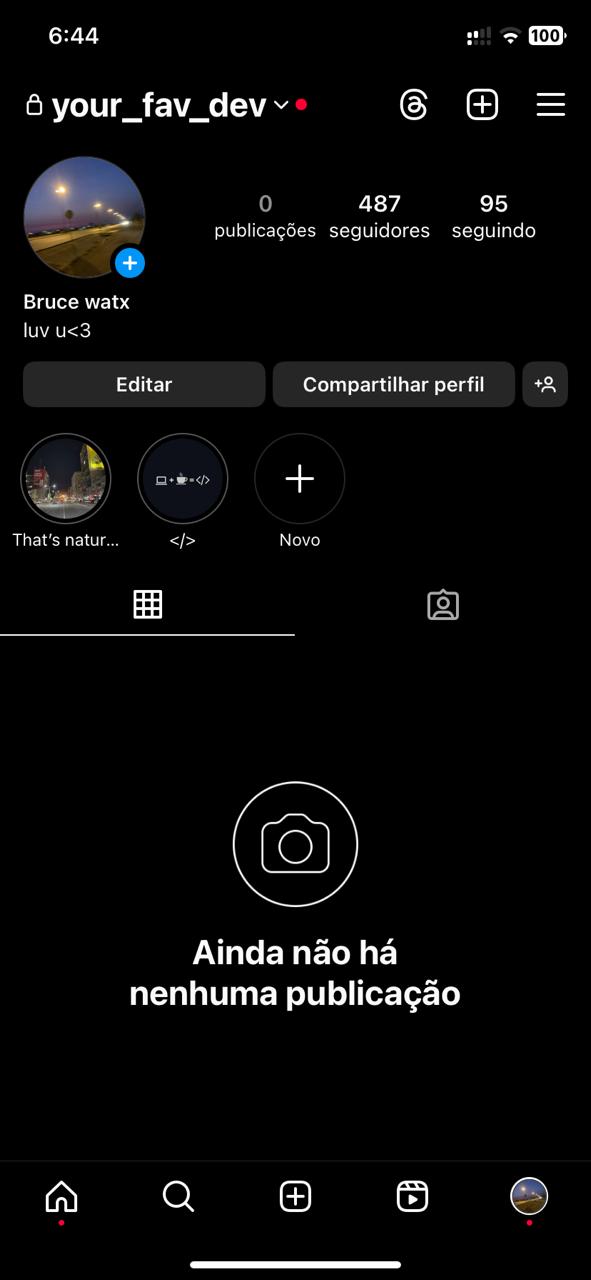 6:44
100
your_fav_dev
0 487 95
publicações seguidores seguindo
Bruce watx
luv u<3
Editar Compartilhar perfil
+ = </>
That's natur... </> Novo
Ainda não há
nenhuma publicação